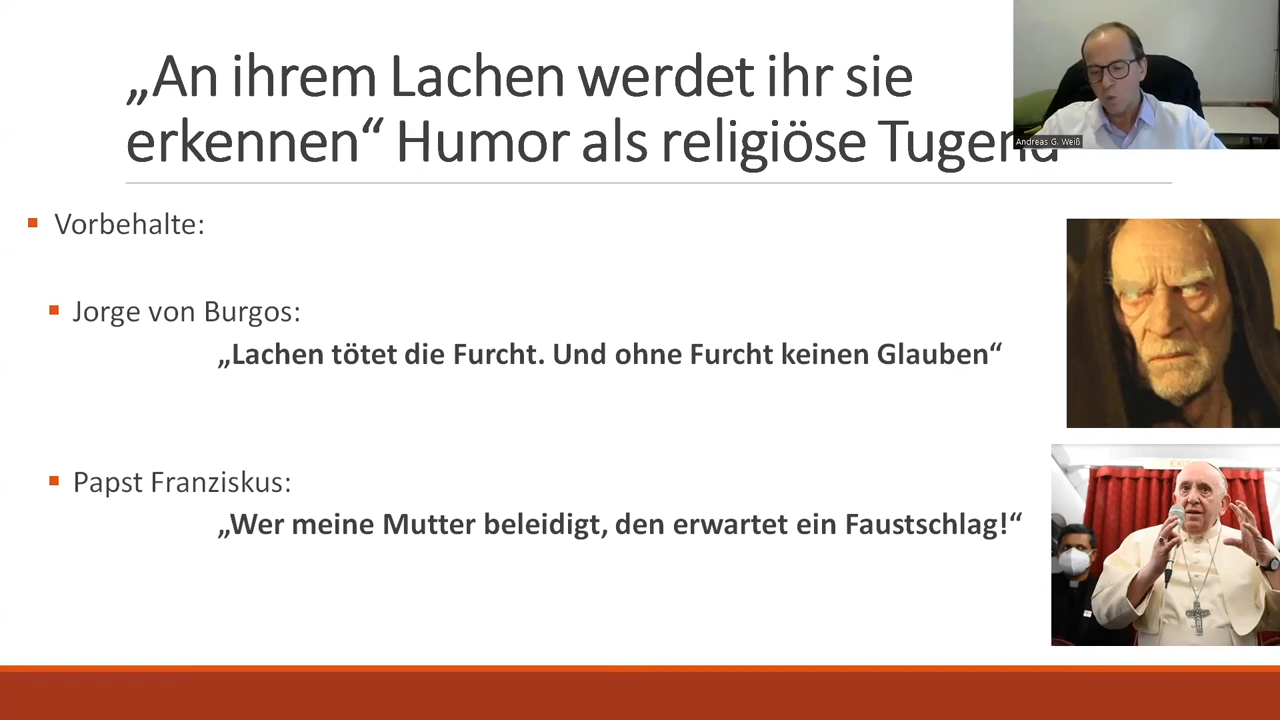 „An ihrem Lachen werdet ihr sie
erkennen“ Humor als religiöse Tugend
Andreas G. Weiß
Vorbehalte:
Jorge von Burgos:
„Lachen tötet die Furcht. Und ohne Furcht keinen Glauben“
Papst Franziskus:
„Wer meine Mutter beleidigt, den erwartet ein Faustschlag!“